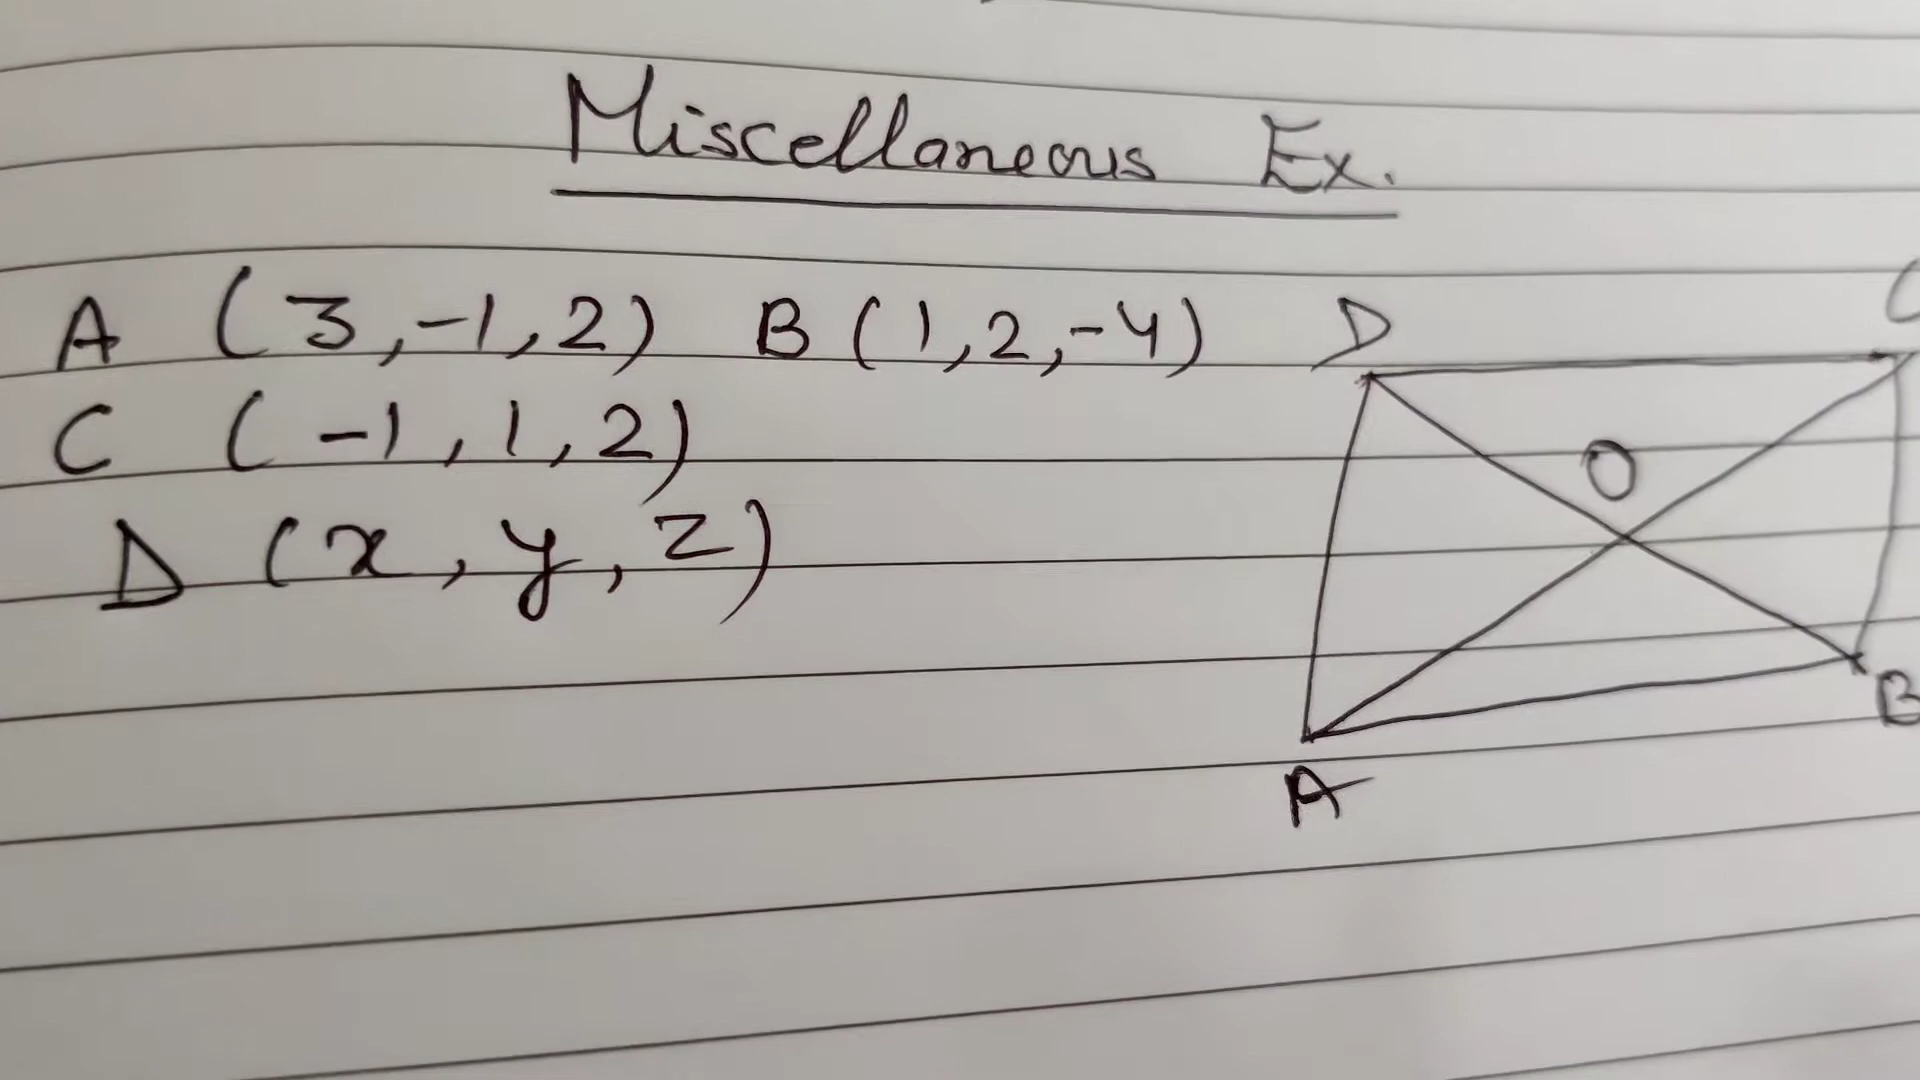 Miscellaneous Ex.
A (3,-1,2) B (1,2,-4)
C (-1,1,2)
D (x,y,z)
D
C
O
B
A